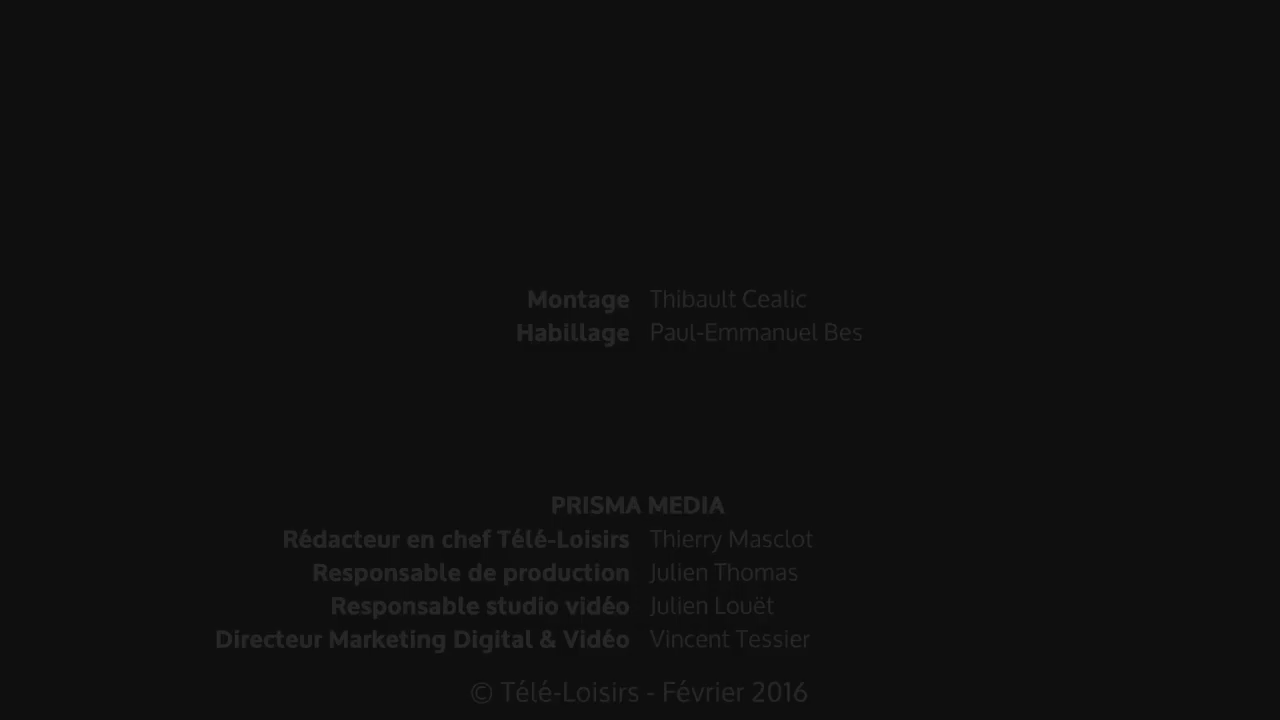 Montage Thibault Cealic
Habillage Paul-Emmanuel Bes
PRISMA MEDIA
Rédacteur en chef Télé-Loisirs Thierry Masclot
Responsable de production Julien Thomas
Responsable studio vidéo Julien Louët
Directeur Marketing Digital & Vidéo Vincent Tessier
© Télé-Loisirs - Février 2016